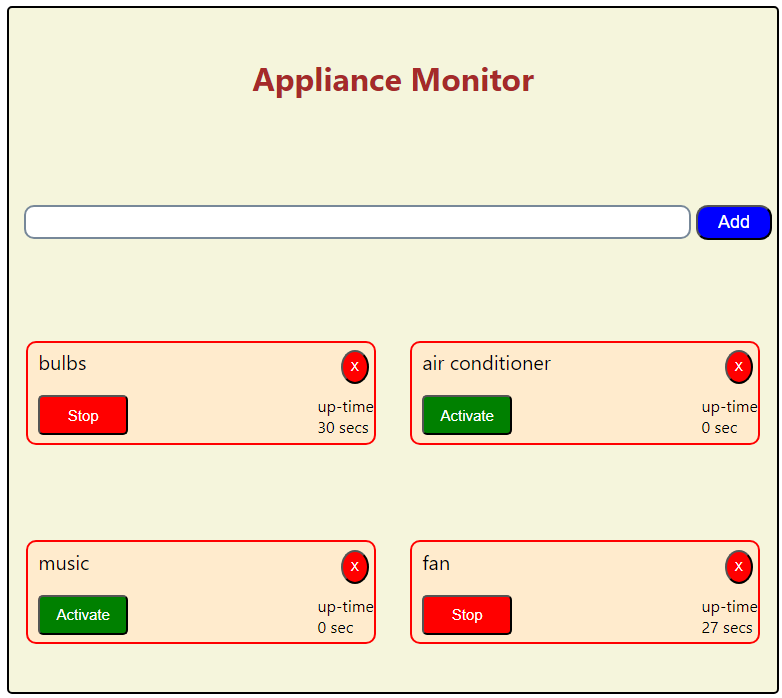 Appliance Monitor
Add
bulbs
x
Stop
up-time
30 secs
air conditioner
x
Activate
up-time
0 sec
music
x
Activate
up-time
0 sec
fan
x
Stop
up-time
27 secs